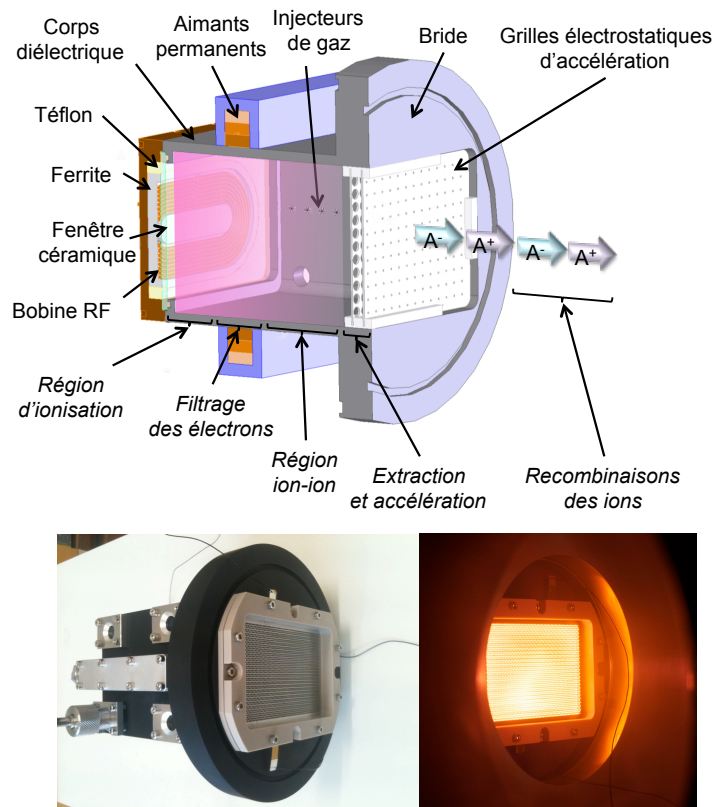 Corps
diélectrique
Aimants
permanents
Injecteurs
de gaz
Bride
Grilles électrostatiques
d'accélération
Téflon
Ferrite
Fenêtre
céramique
Bobine RF
A- A+ A- A+
Région
d'ionisation
Filtrage
des électrons
Région
ion-ion
Extraction
et accélération
Recombinaisons
des ions